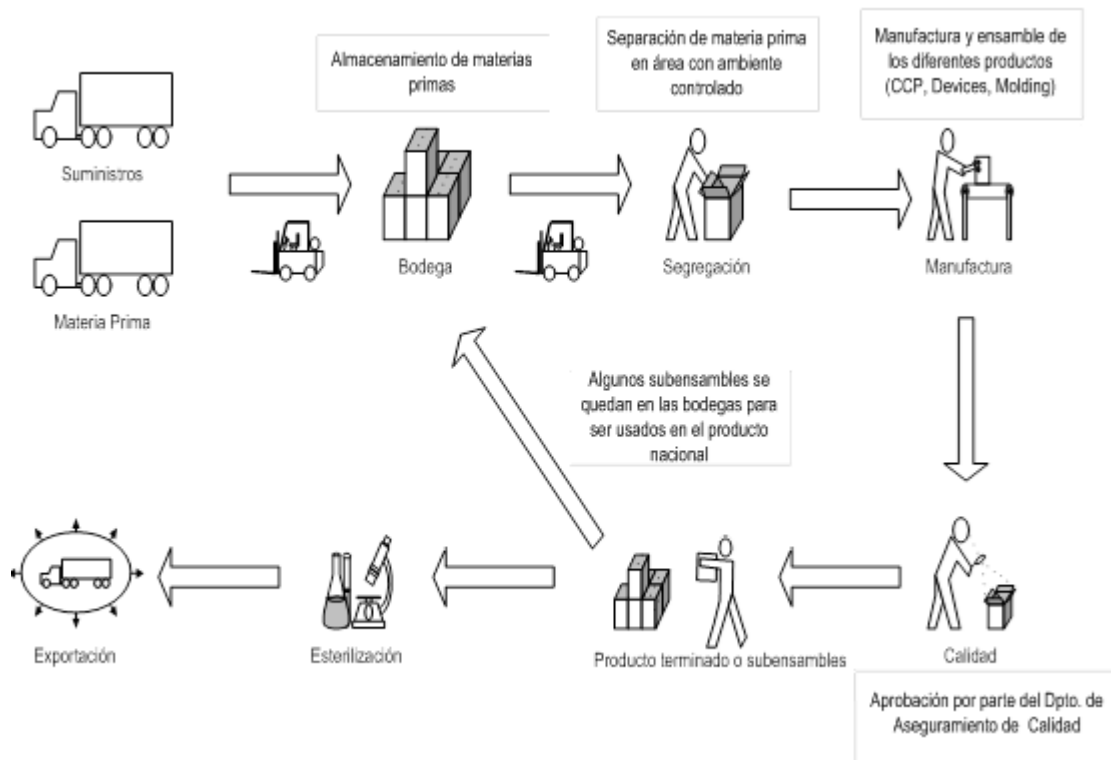 Almacenamiento de materias
primas
Separación de materia prima
en área con ambiente
controlado
Manufactura y ensamble de
los diferentes productos
(CCP, Devices, Molding)
Suministros
Materia Prima
Bodega
Segregación
Manufactura
Algunos subensambles se
quedan en las bodegas para
ser usados en el producto
nacional
Exportación
Esterilización
Producto terminado o subensambles
Calidad
Aprobación por parte del Dpto. de
Aseguramiento de Calidad